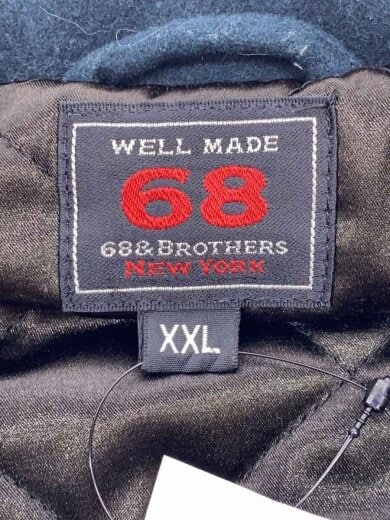 WELL MADE
68
68&BROTHERS
NEW YORK
XXL